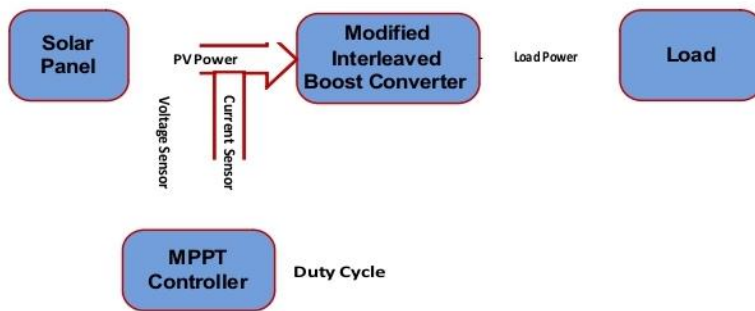 Solar
Panel
PV Power
Modified
Interleaved
Boost Converter
Load Power
Load
Voltage Sensor
Current Sensor
MPPT
Controller
Duty Cycle